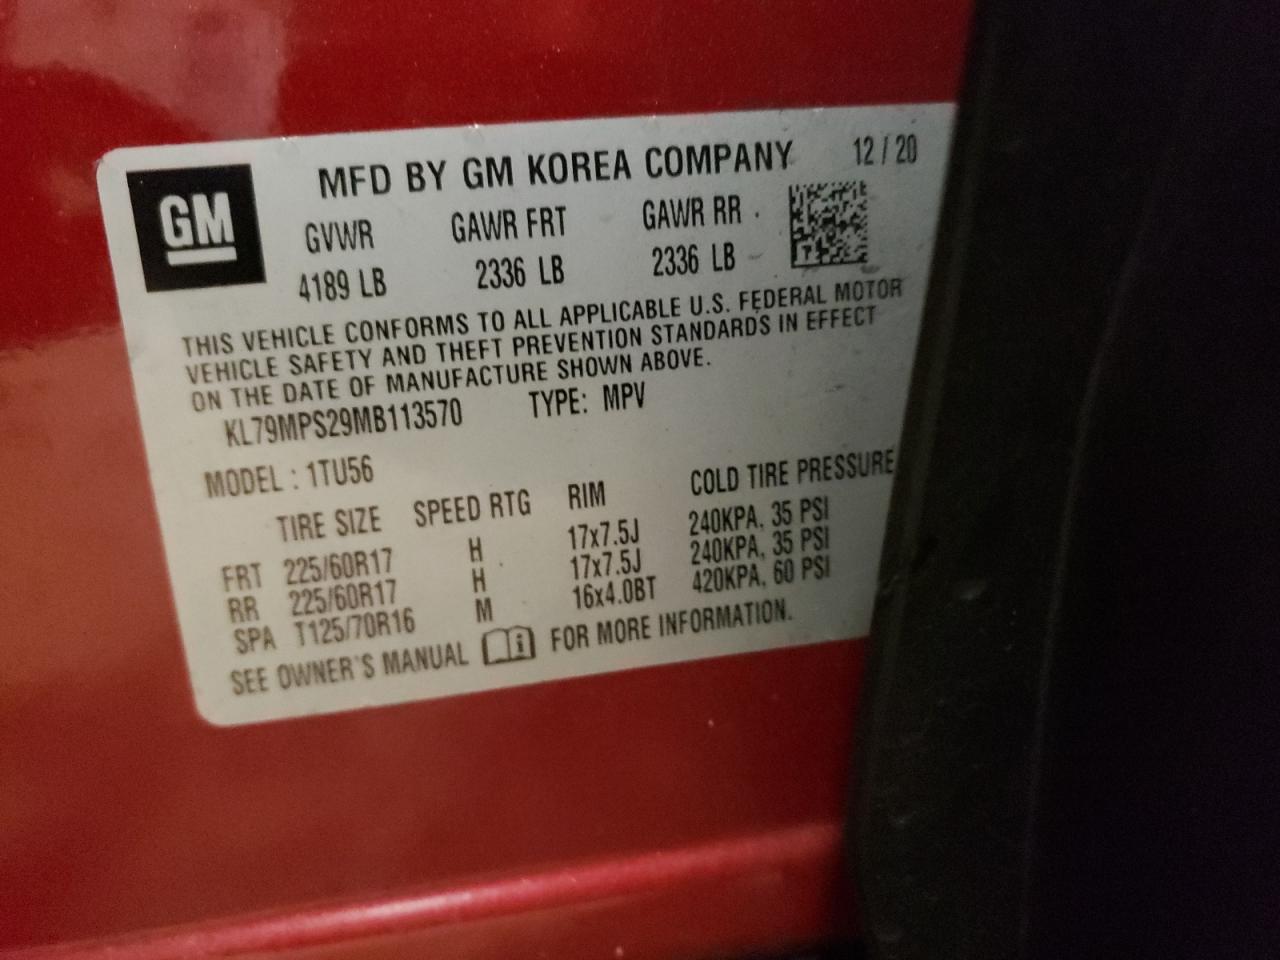 GM
MFD BY GM KOREA COMPANY 12 / 20
GVWR GAWR FRT GAWR RR
4189 LB 2336 LB 2336 LB
THIS VEHICLE CONFORMS TO ALL APPLICABLE U.S. FEDERAL MOTOR
VEHICLE SAFETY AND THEFT PREVENTION STANDARDS IN EFFECT
ON THE DATE OF MANUFACTURE SHOWN ABOVE.
KL79MPS29MB113570 TYPE: MPV
MODEL : 1TU56
TIRE SIZE SPEED RTG RIM COLD TIRE PRESSURE
FRT 225/60R17 H 17x7.5J 240KPA, 35 PSI
RR 225/60R17 H 17x7.5J 240KPA, 35 PSI
SPA T125/70R16 M 16x4.0BT 420KPA, 60 PSI
SEE OWNER'S MANUAL i FOR MORE INFORMATION.